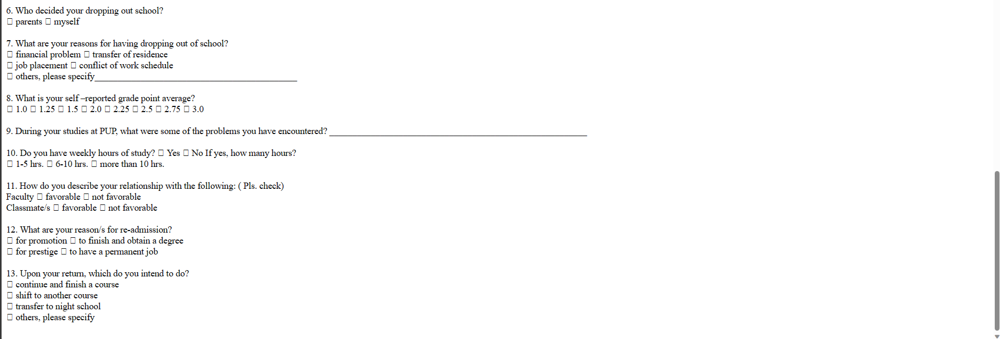 6. Who decided your dropping out school?
□ parents □ myself
7. What are your reasons for having dropping out of school?
□ financial problem □ transfer of residence
□ job placement □ conflict of work schedule
□ others, please specify___________________________________________
8. What is your self –reported grade point average?
□ 1.0 □ 1.25 □ 1.5 □ 2.0 □ 2.25 □ 2.5 □ 2.75 □ 3.0
9. During your studies at PUP, what were some of the problems you have encountered? _______________________________________________________
10. Do you have weekly hours of study? □ Yes □ No If yes, how many hours?
□ 1-5 hrs. □ 6-10 hrs. □ more than 10 hrs.
11. How do you describe your relationship with the following: ( Pls. check)
Faculty □ favorable □ not favorable
Classmate/s □ favorable □ not favorable
12. What are your reason/s for re-admission?
□ for promotion □ to finish and obtain a degree
□ for prestige □ to have a permanent job
13. Upon your return, which do you intend to do?
□ continue and finish a course
□ shift to another course
□ transfer to night school
□ others, please specify